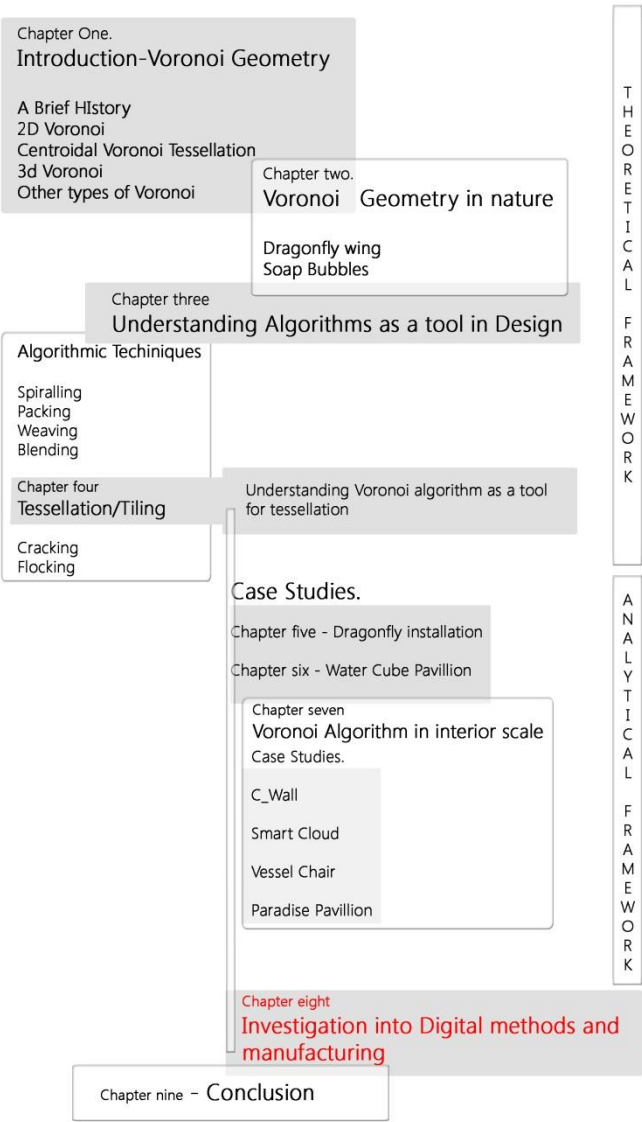 Chapter One.
Introduction-Voronoi Geometry
A Brief HIstory
2D Voronoi
Centroidal Voronoi Tessellation
3d Voronoi
Other types of Voronoi
Chapter two.
Voronoi Geometry in nature
Dragonfly wing
Soap Bubbles
Chapter three
Understanding Algorithms as a tool in Design
Algorithmic Techiniques
Spiralling
Packing
Weaving
Blending
Chapter four
Tessellation/Tiling
Understanding Voronoi algorithm as a tool
for tessellation
Cracking
Flocking
THEORETICAL FRAMEWORK
Case Studies.
Chapter five - Dragonfly installation
Chapter six - Water Cube Pavillion
Chapter seven
Voronoi Algorithm in interior scale
Case Studies.
C_Wall
Smart Cloud
Vessel Chair
Paradise Pavillion
ANALYTICAL FRAMEWORK
Chapter eight
Investigation into Digital methods and
manufacturing
Chapter nine - Conclusion